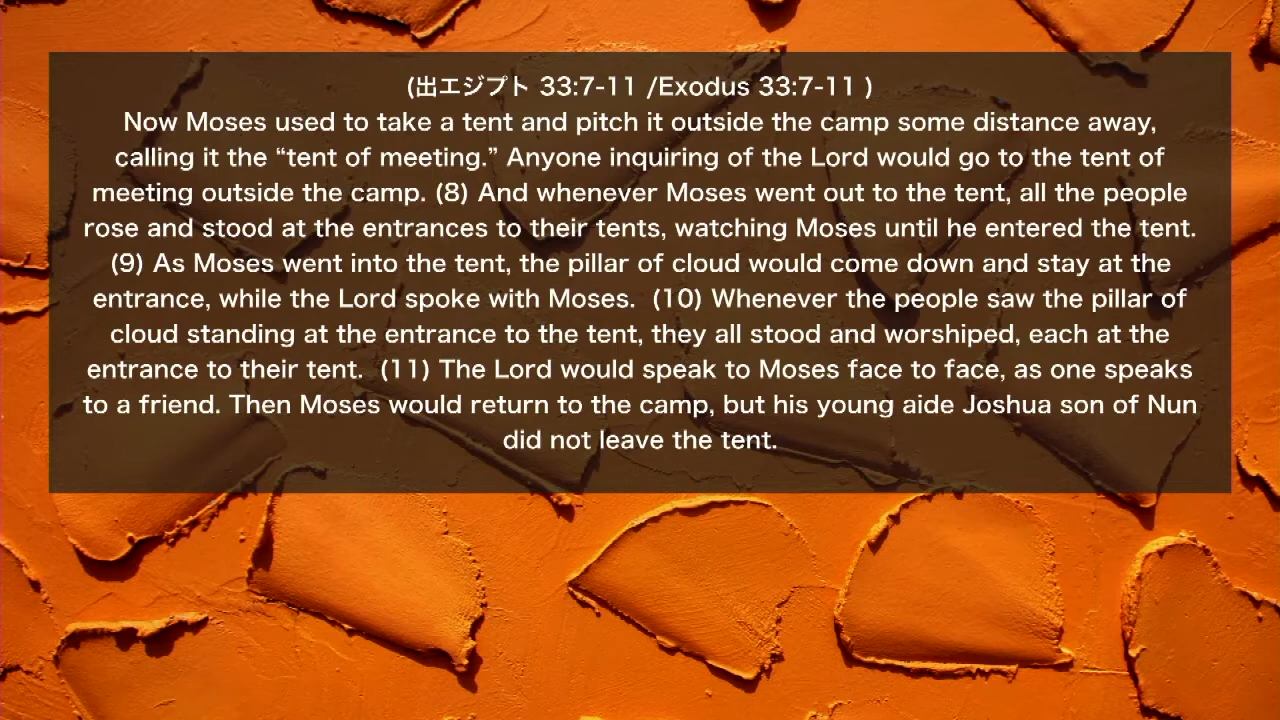 (出エジプト 33:7-11 /Exodus 33:7-11 )
Now Moses used to take a tent and pitch it outside the camp some distance away,
calling it the “tent of meeting.” Anyone inquiring of the Lord would go to the tent of
meeting outside the camp. (8) And whenever Moses went out to the tent, all the people
rose and stood at the entrances to their tents, watching Moses until he entered the tent.
(9) As Moses went into the tent, the pillar of cloud would come down and stay at the
entrance, while the Lord spoke with Moses.  (10) Whenever the people saw the pillar of
cloud standing at the entrance to the tent, they all stood and worshiped, each at the
entrance to their tent.  (11) The Lord would speak to Moses face to face, as one speaks
to a friend. Then Moses would return to the camp, but his young aide Joshua son of Nun
did not leave the tent.